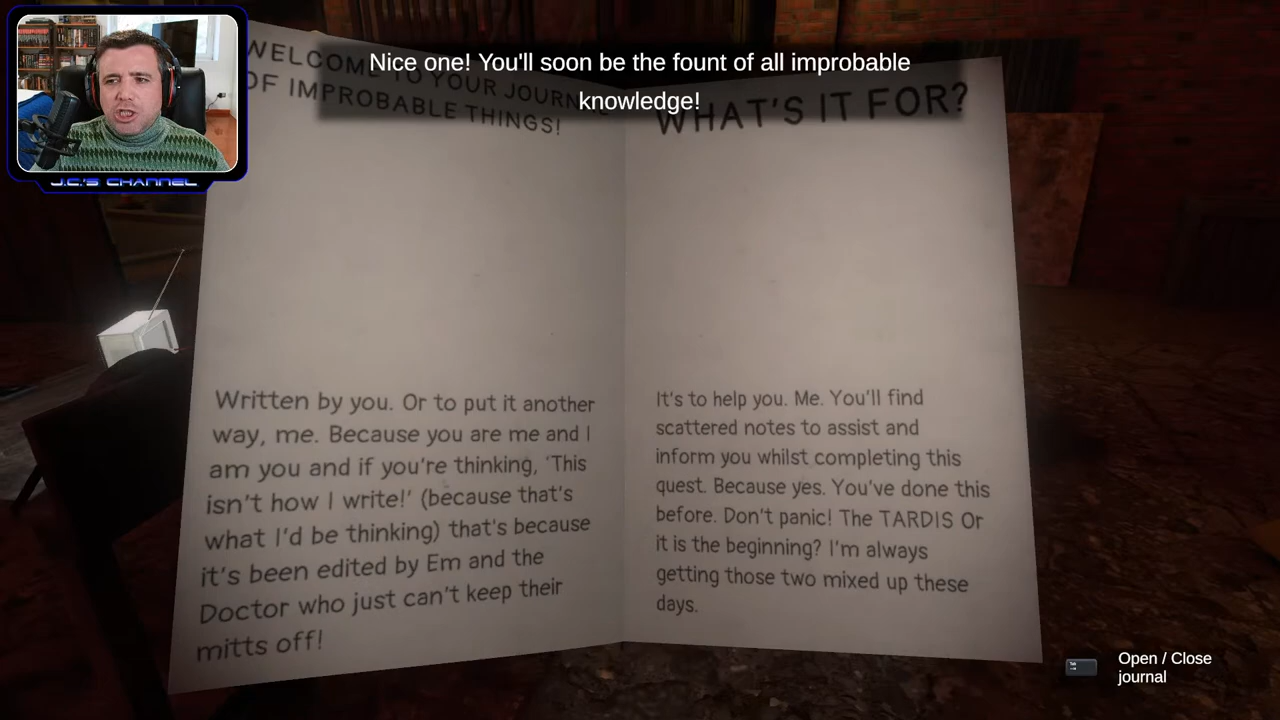 J.C.'S CHANNEL
Nice one! You'll soon be the fount of all improbable
knowledge!
WELCOME TO YOUR JOURNAL
OF IMPROBABLE THINGS!
Written by you. Or to put it another
way, me. Because you are me and I
am you and if you're thinking, 'This
isn't how I write!' (because that's
what I'd be thinking) that's because
it's been edited by Em and the
Doctor who just can't keep their
mitts off!
WHAT'S IT FOR?
It's to help you. Me. You'll find
scattered notes to assist and
inform you whilst completing this
quest. Because yes. You've done this
before. Don't panic! The TARDIS Or
it is the beginning? I'm always
getting those two mixed up these
days.
Tab
Open / Close
journal